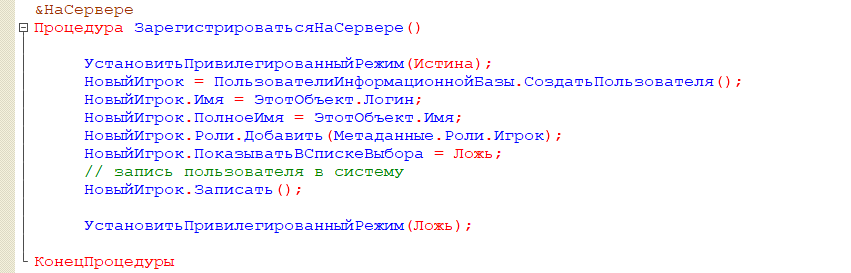 &НаСервере
Процедура ЗарегистрироватьсяНаСервере()
УстановитьПривилегированныйРежим(Истина);
НовыйИгрок = ПользователиИнформационнойБазы.СоздатьПользователя();
НовыйИгрок.Имя = ЭтотОбъект.Логин;
НовыйИгрок.ПолноеИмя = ЭтотОбъект.Имя;
НовыйИгрок.Роли.Добавить(Метаданные.Роли.Игрок);
НовыйИгрок.ПоказыватьВСпискеВыбора = Ложь;
// запись пользователя в систему
НовыйИгрок.Записать();
УстановитьПривилегированныйРежим(Ложь);
КонецПроцедуры